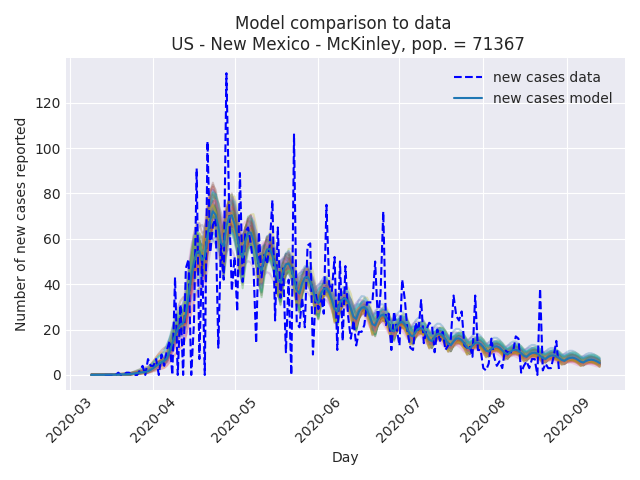 Model comparison to data
US - New Mexico - McKinley, pop. = 71367
new cases data
new cases model
Number of new cases reported
120
100
80
60
40
20
0
2020-03
2020-04
2020-05
2020-06
2020-07
2020-08
2020-09
Day